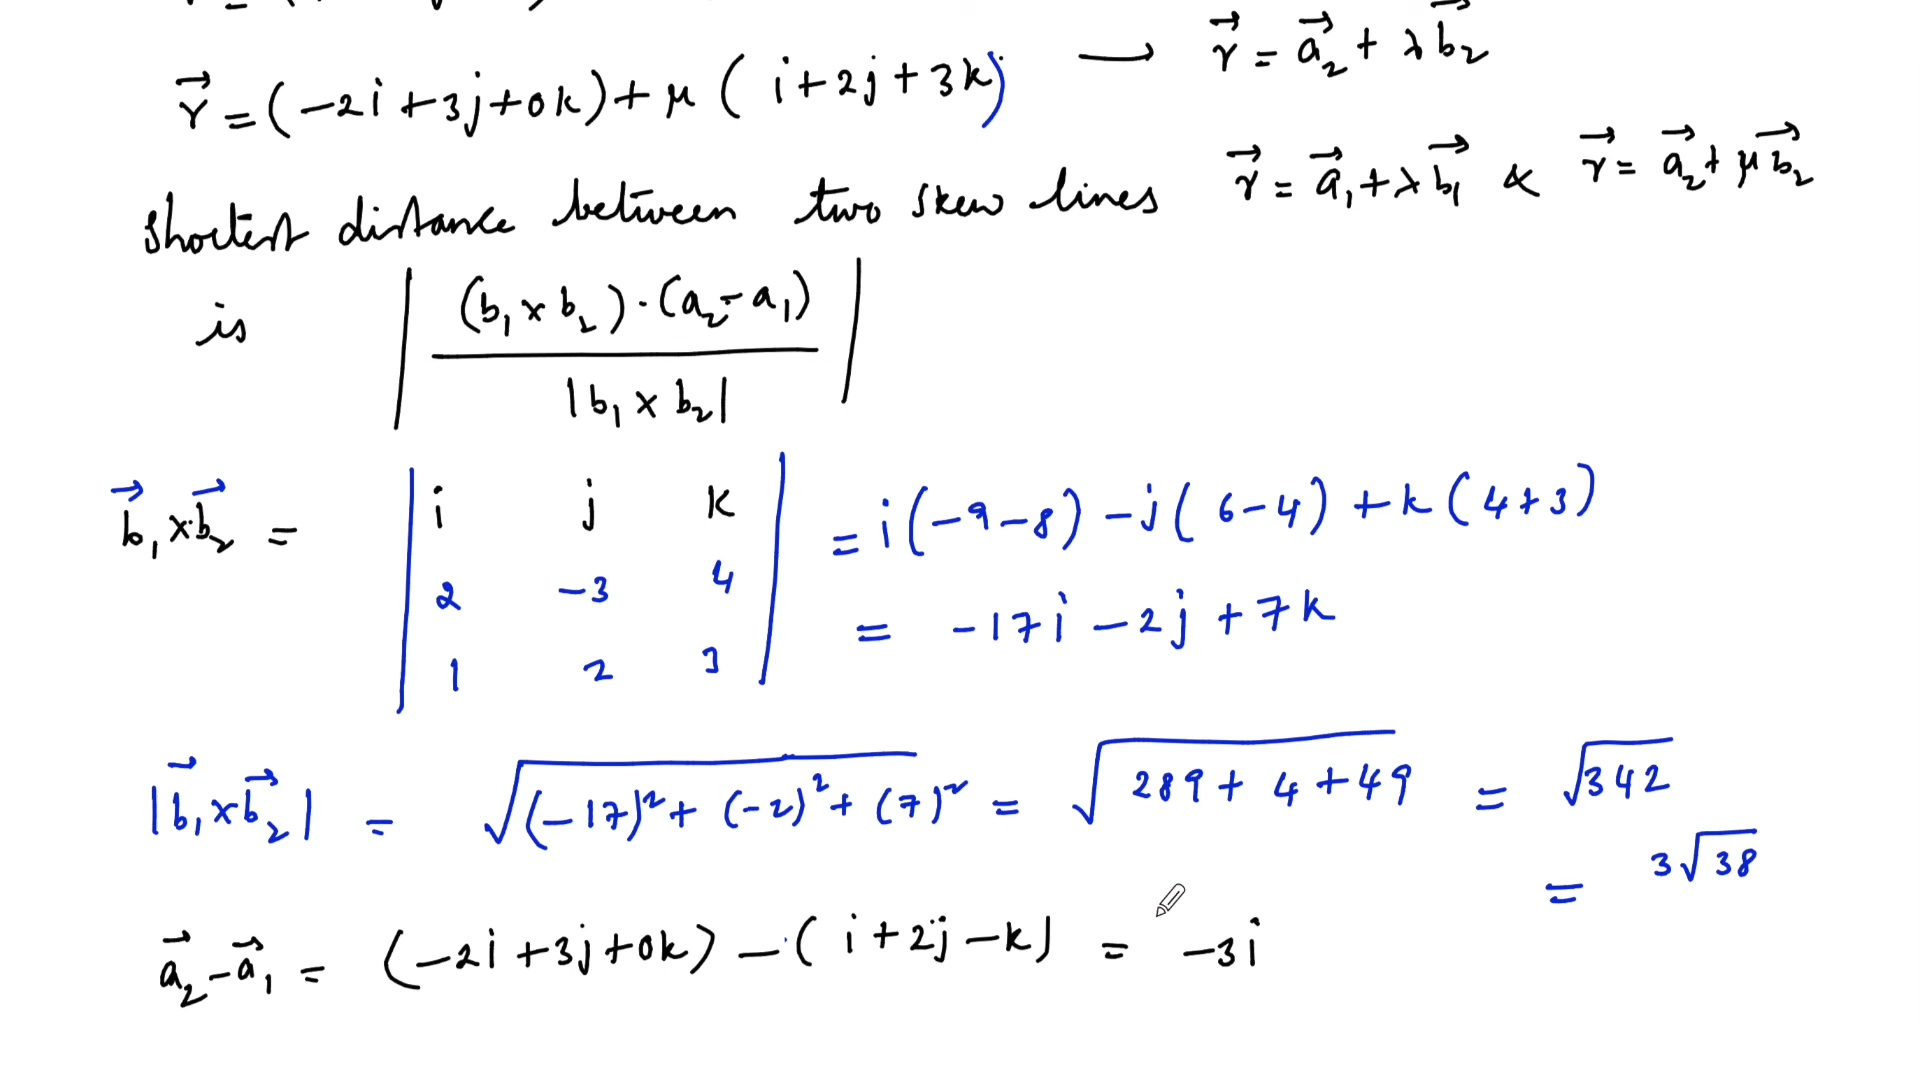 r⃗ = (-2i + 3j + 0k) + μ ( i + 2j + 3k) → r⃗ = a⃗₂ + λ b⃗₂
shortest distance between two skew lines r⃗ = a⃗₁ + λ b⃗₁ & r⃗ = a⃗₂ + μ b⃗₂
is | (b₁ × b₂) · (a₂ - a₁) / |b₁ × b₂| |
b⃗₁ × b⃗₂ = | i j k | = i(-9-8) - j(6-4) + k(4+3)
2 -3 4
= -17i - 2j + 7k
1 2 3
|b⃗₁ × b⃗₂| = √((-17)² + (-2)² + (7)²) = √(289 + 4 + 49) = √342
= 3√38
a⃗₂ - a⃗₁ = (-2i + 3j + 0k) - ( i + 2j - k) = -3i